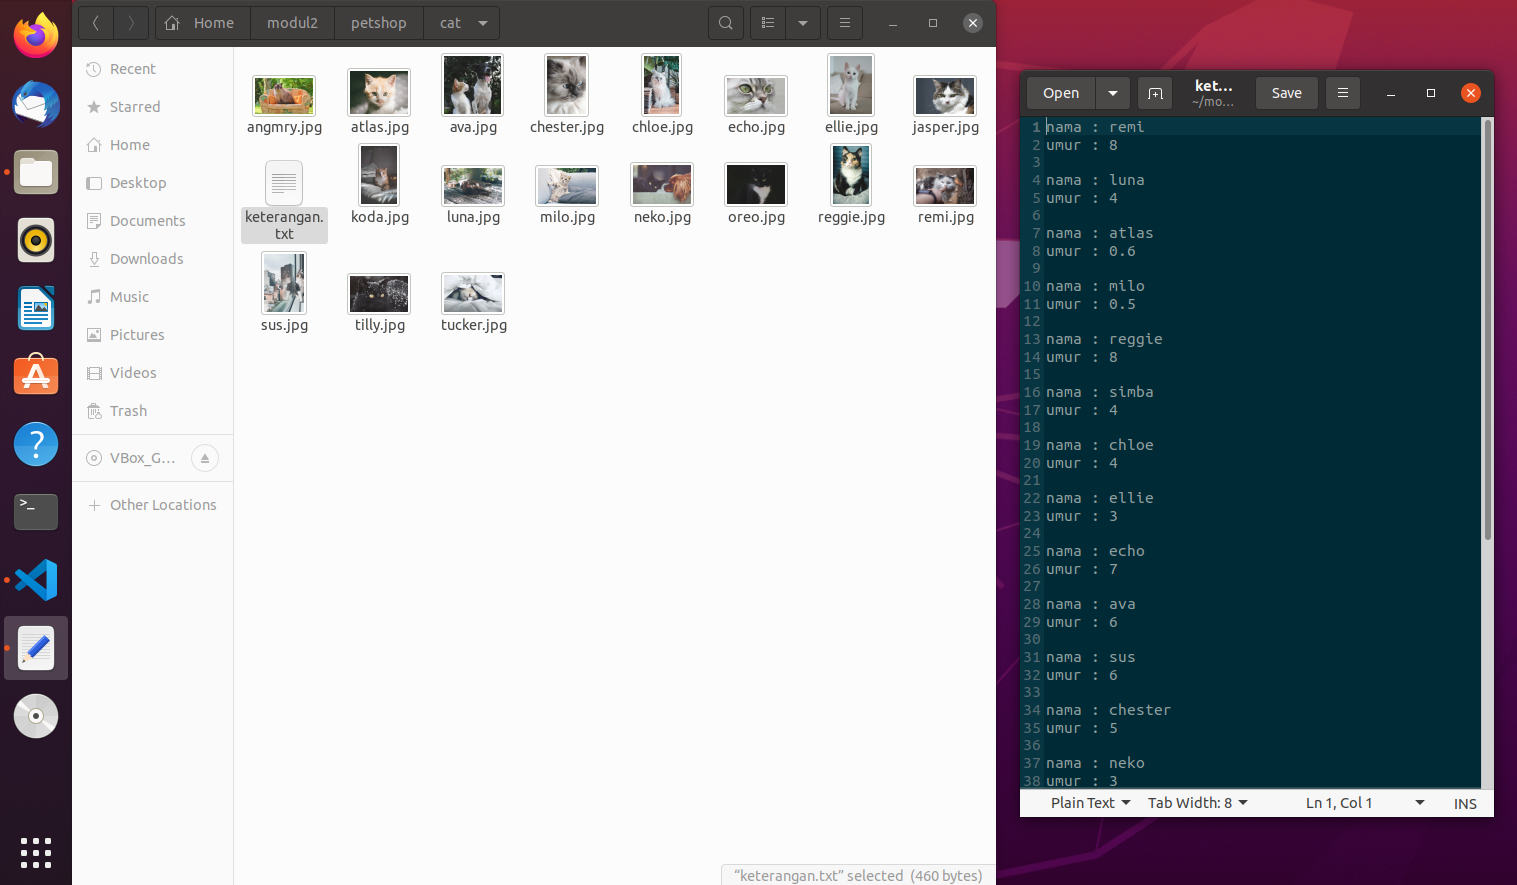 Home modul2 petshop cat
Recent
Starred
Home
Desktop
Documents
Downloads
Music
Pictures
Videos
Trash
VBox_G...
Other Locations
angmry.jpg atlas.jpg ava.jpg chester.jpg chloe.jpg echo.jpg ellie.jpg jasper.jpg
keterangan.
txt
koda.jpg luna.jpg milo.jpg neko.jpg oreo.jpg reggie.jpg remi.jpg
sus.jpg tilly.jpg tucker.jpg
"keterangan.txt" selected (460 bytes)
Open ket... Save
~/mo...
1 nama : remi
2 umur : 8
3
4 nama : luna
5 umur : 4
6
7 nama : atlas
8 umur : 0.6
9
10 nama : milo
11 umur : 0.5
12
13 nama : reggie
14 umur : 8
15
16 nama : simba
17 umur : 4
18
19 nama : chloe
20 umur : 4
21
22 nama : ellie
23 umur : 3
24
25 nama : echo
26 umur : 7
27
28 nama : ava
29 umur : 6
30
31 nama : sus
32 umur : 6
33
34 nama : chester
35 umur : 5
36
37 nama : neko
38 umur : 3
Plain Text Tab Width: 8 Ln 1, Col 1 INS